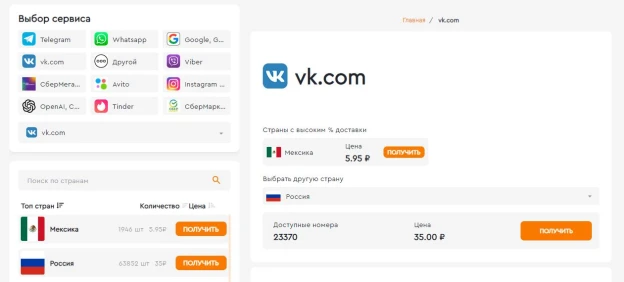 Выбор сервиса
Telegram
Whatsapp
Google, G...
vk.com
Другой
Viber
СберМега...
Avito
Instagram ...
OpenAI, C...
Tinder
СберМарк...
vk.com
Поиск по странам
Топ стран
Количество
Цена
Мексика
1946 шт
5.95₽
ПОЛУЧИТЬ
Россия
63852 шт
35₽
ПОЛУЧИТЬ
Главная / vk.com
vk.com
Страны с высоким % доставки
Мексика
Цена
5.95 ₽
ПОЛУЧИТЬ
Выбрать другую страну
Россия
Доступные номера
23370
Цена
35.00 ₽
ПОЛУЧИТЬ